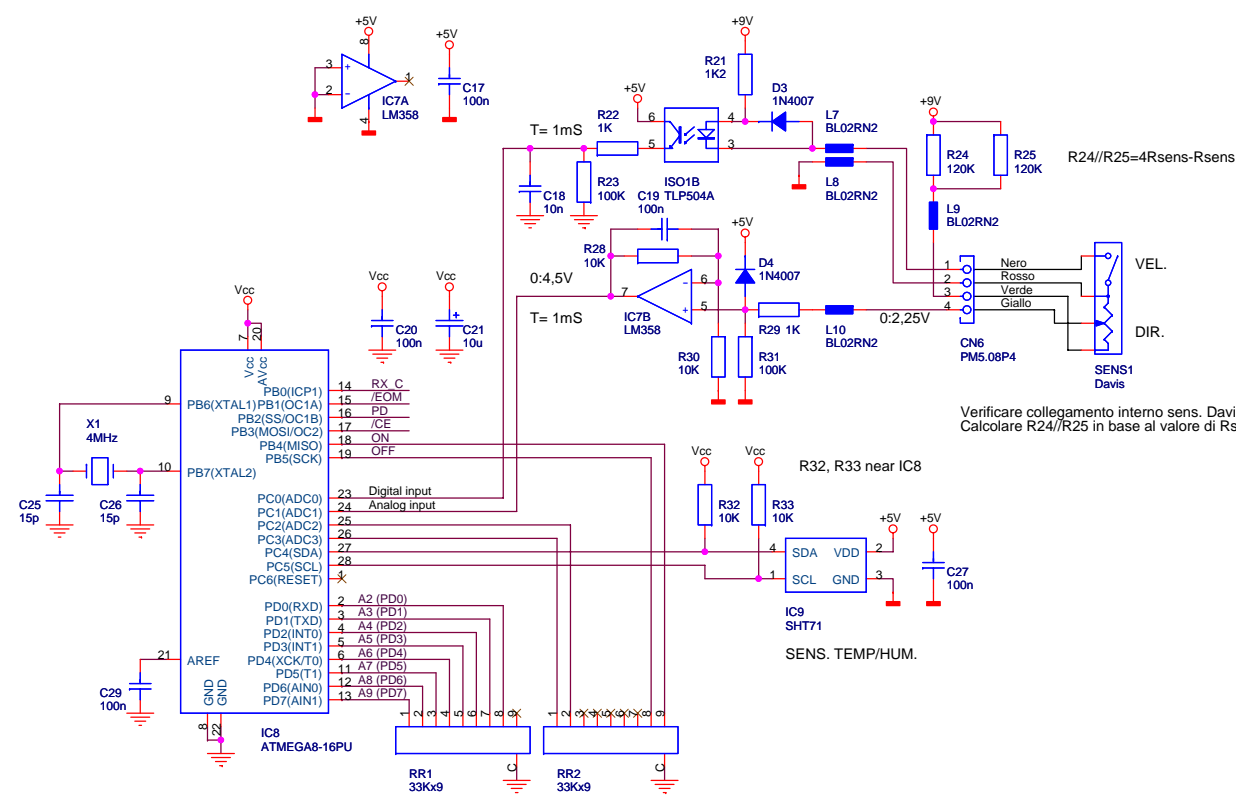 +5V
8
3
+
2
−
1
4
IC7A
LM358
+5V
C17
100n
+9V
R21
1K2
D3
1N4007
+5V
6
5
4
3
ISO1B
TLP504A
T= 1mS
R22
1K
R23
100K
C18
10n
C19
100n
L7
BL02RN2
L8
BL02RN2
+9V
R24
120K
R25
120K
R24//R25=4Rsens-Rsens
L9
BL02RN2
R28
10K
+5V
D4
1N4007
0:4,5V
T= 1mS
7
6
−
5
+
IC7B
LM358
R29 1K
L10
BL02RN2
0:2,25V
R30
10K
R31
100K
1
2
3
4
Nero
Rosso
Verde
Giallo
CN6
PM5.08P4
VEL.
DIR.
SENS1
Davis
Verificare collegamento interno sens. Davi
Calcolare R24//R25 in base al valore di Rs
Vcc
C20
100n
Vcc
+
C21
10u
Vcc
7
20
Vcc
AVcc
9
PB6(XTAL1)
10
PB7(XTAL2)
X1
4MHz
C25
15p
C26
15p
21
AREF
C29
100n
GND
GND
8
22
IC8
ATMEGA8-16PU
PB0(ICP1) 14 RX_C
PB1(OC1A) 15 /EOM
PB2(SS/OC1B) 16 PD
PB3(MOSI/OC2) 17 /CE
PB4(MISO) 18 ON
PB5(SCK) 19 OFF
PC0(ADC0) 23 Digital input
PC1(ADC1) 24 Analog input
PC2(ADC2) 25
PC3(ADC3) 26
PC4(SDA) 27
PC5(SCL) 28
PC6(RESET) 1
PD0(RXD) 2 A2 (PD0)
PD1(TXD) 3 A3 (PD1)
PD2(INT0) 4 A4 (PD2)
PD3(INT1) 5 A5 (PD3)
PD4(XCK/T0) 6 A6 (PD4)
PD5(T1) 11 A7 (PD5)
PD6(AIN0) 12 A8 (PD6)
PD7(AIN1) 13 A9 (PD7)
1 2 3 4 5 6 7 8 9
C
RR1
33Kx9
1 2 3 4 5 6 7 8 9
C
RR2
33Kx9
Vcc
R32
10K
Vcc
R33
10K
R32, R33 near IC8
4 SDA VDD 2
1 SCL GND 3
IC9
SHT71
SENS. TEMP/HUM.
+5V
+5V
C27
100n